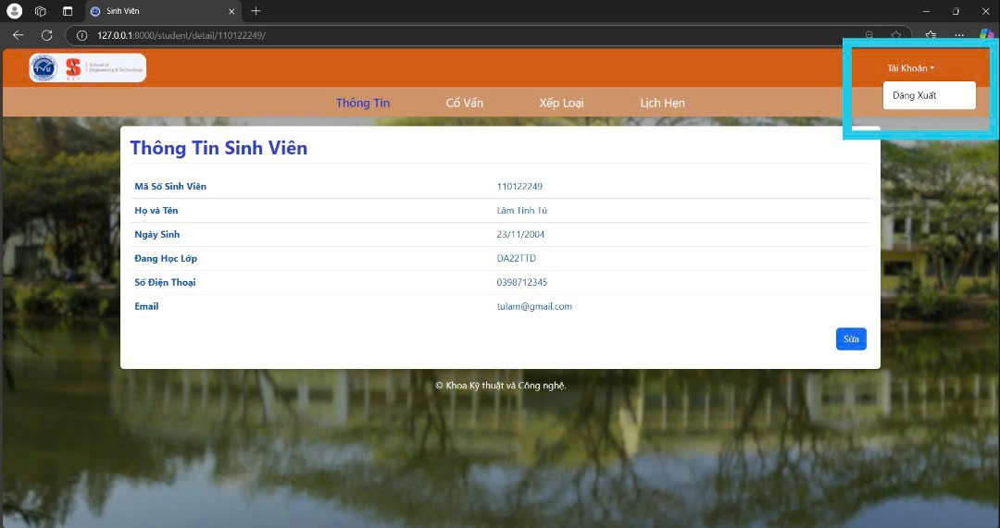 Sinh Viên
127.0.0.1:8000/student/detail/110122249/
School of
Engineering & Technology
SET
Tài Khoản
Đăng Xuất
Thông Tin
Cố Vấn
Xếp Loại
Lịch Hẹn
Thông Tin Sinh Viên
Mã Số Sinh Viên 110122249
Họ và Tên Lâm Tinh Tú
Ngày Sinh 23/11/2004
Đang Học Lớp DA22TTD
Số Điện Thoại 0398712345
Email tulam@gmail.com
Sửa
© Khoa Kỹ thuật và Công nghệ.